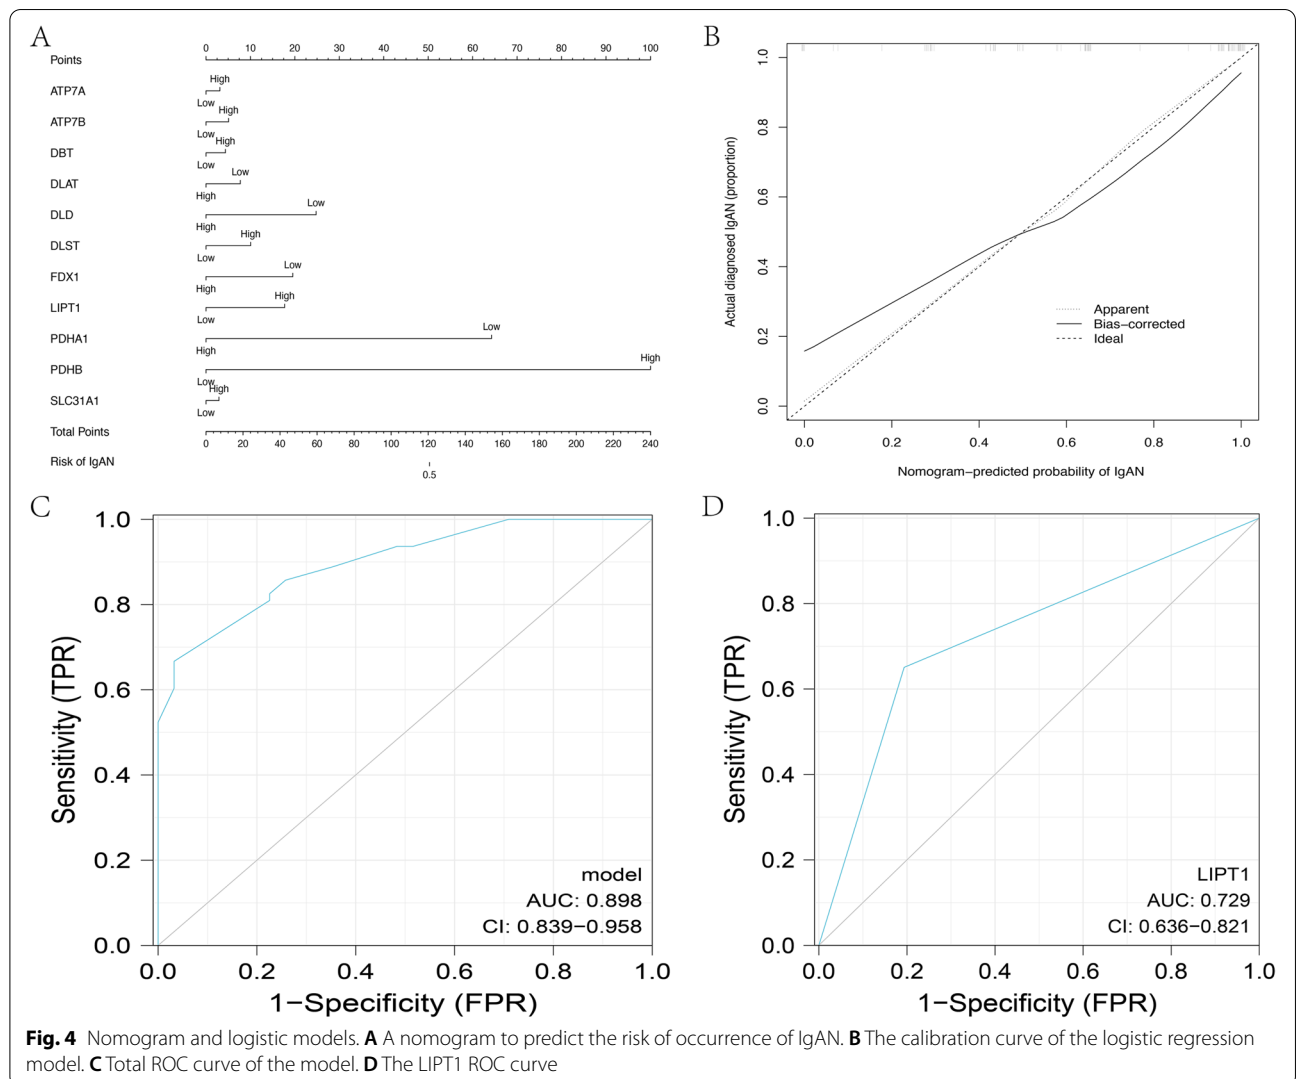 A
Points
0 10 20 30 40 50 60 70 80 90 100
ATP7A
High
Low
ATP7B
High
Low
DBT
High
Low
DLAT
Low
High
DLD
Low
High
DLST
High
Low
FDX1
Low
High
LIPT1
High
Low
PDHA1
Low
High
PDHB
High
Low
SLC31A1
High
Low
Total Points
0 20 40 60 80 100 120 140 160 180 200 220 240
Risk of IgAN
0.5
B
Actual diagnosed IgAN (proportion)
1.0
0.8
0.6
0.4
0.2
0.0
Apparent
Bias−corrected
Ideal
0.0 0.2 0.4 0.6 0.8 1.0
Nomogram−predicted probability of IgAN
C
Sensitivity (TPR)
1.0
0.8
0.6
0.4
0.2
0.0
model
AUC: 0.898
CI: 0.839−0.958
0.0 0.2 0.4 0.6 0.8 1.0
1−Specificity (FPR)
D
Sensitivity (TPR)
1.0
0.8
0.6
0.4
0.2
0.0
LIPT1
AUC: 0.729
CI: 0.636−0.821
0.0 0.2 0.4 0.6 0.8 1.0
1−Specificity (FPR)
Fig. 4 Nomogram and logistic models. A A nomogram to predict the risk of occurrence of IgAN. B The calibration curve of the logistic regression
model. C Total ROC curve of the model. D The LIPT1 ROC curve